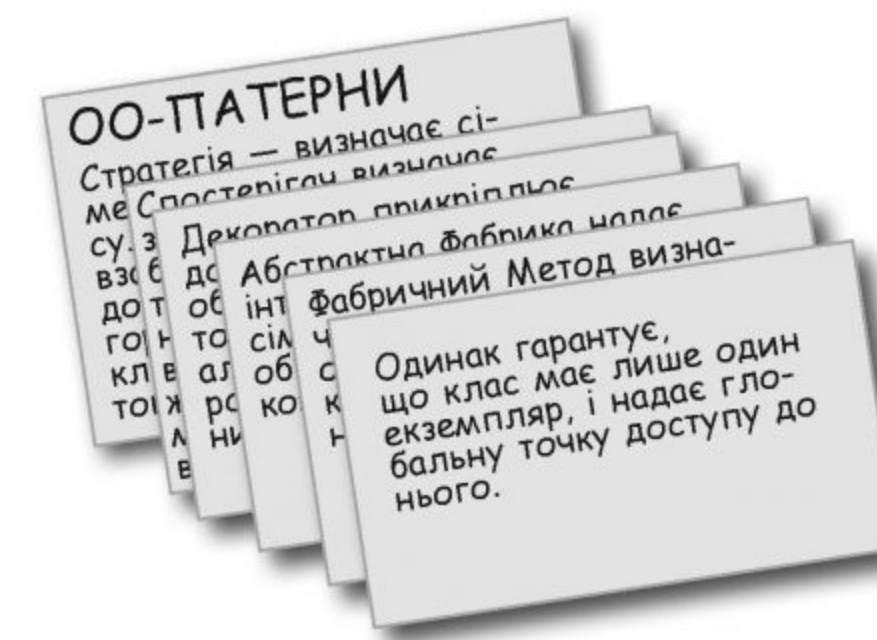 ОО-ПАТЕРНИ
Стратегія — визначає сі-
Спостерігач визначає
Декоратор прикріплює
Абстрактна Фабрика надає
Фабричний Метод визна-
Одинак гарантує,
що клас має лише один
екземпляр, і надає гло-
бальну точку доступу до
нього.